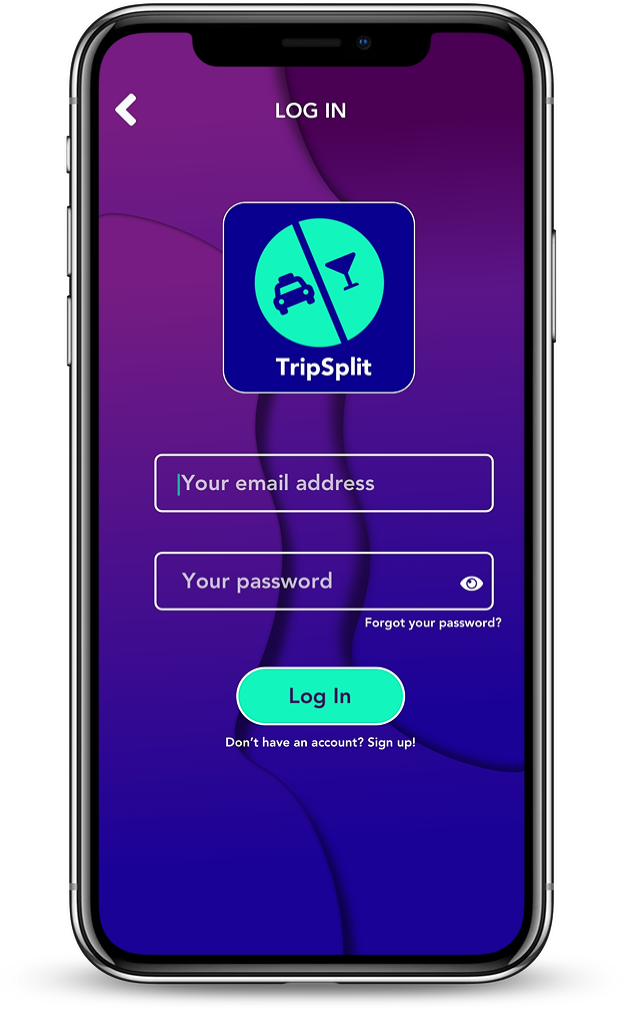 LOG IN
TripSplit
Your email address
Your password
Forgot your password?
Log In
Don’t have an account? Sign up!